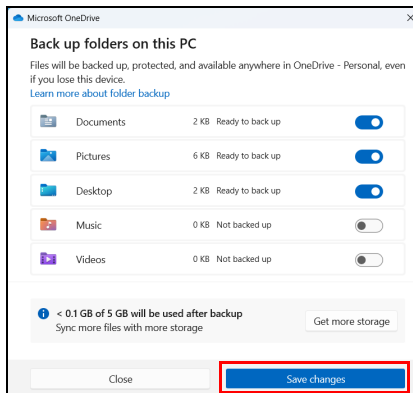 Microsoft OneDrive
Back up folders on this PC
Files will be backed up, protected, and available anywhere in OneDrive - Personal, even
if you lose this device.
Learn more about folder backup
Documents 2 KB Ready to back up
Pictures 6 KB Ready to back up
Desktop 2 KB Ready to back up
Music 0 KB Not backed up
Videos 0 KB Not backed up
< 0.1 GB of 5 GB will be used after backup
Sync more files with more storage
Get more storage
Close
Save changes